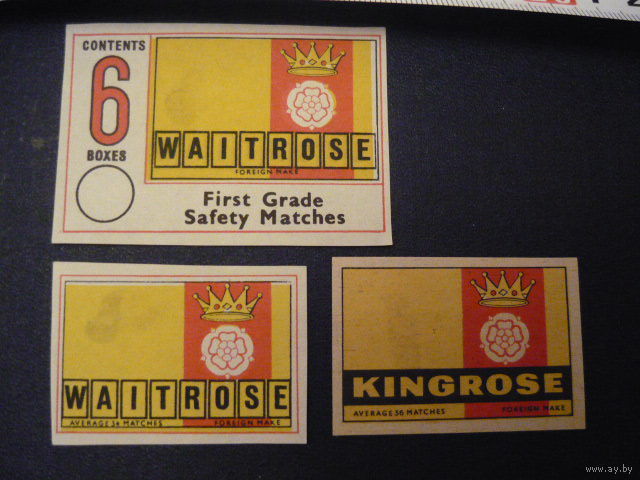 CONTENTS
6
BOXES
WAITROSE
FOREIGN MAKE
First Grade
Safety Matches
WAITROSE
AVERAGE 34 MATCHES FOREIGN MAKE
KINGROSE
AVERAGE 36 MATCHES FOREIGN MAKE
www.ay.by